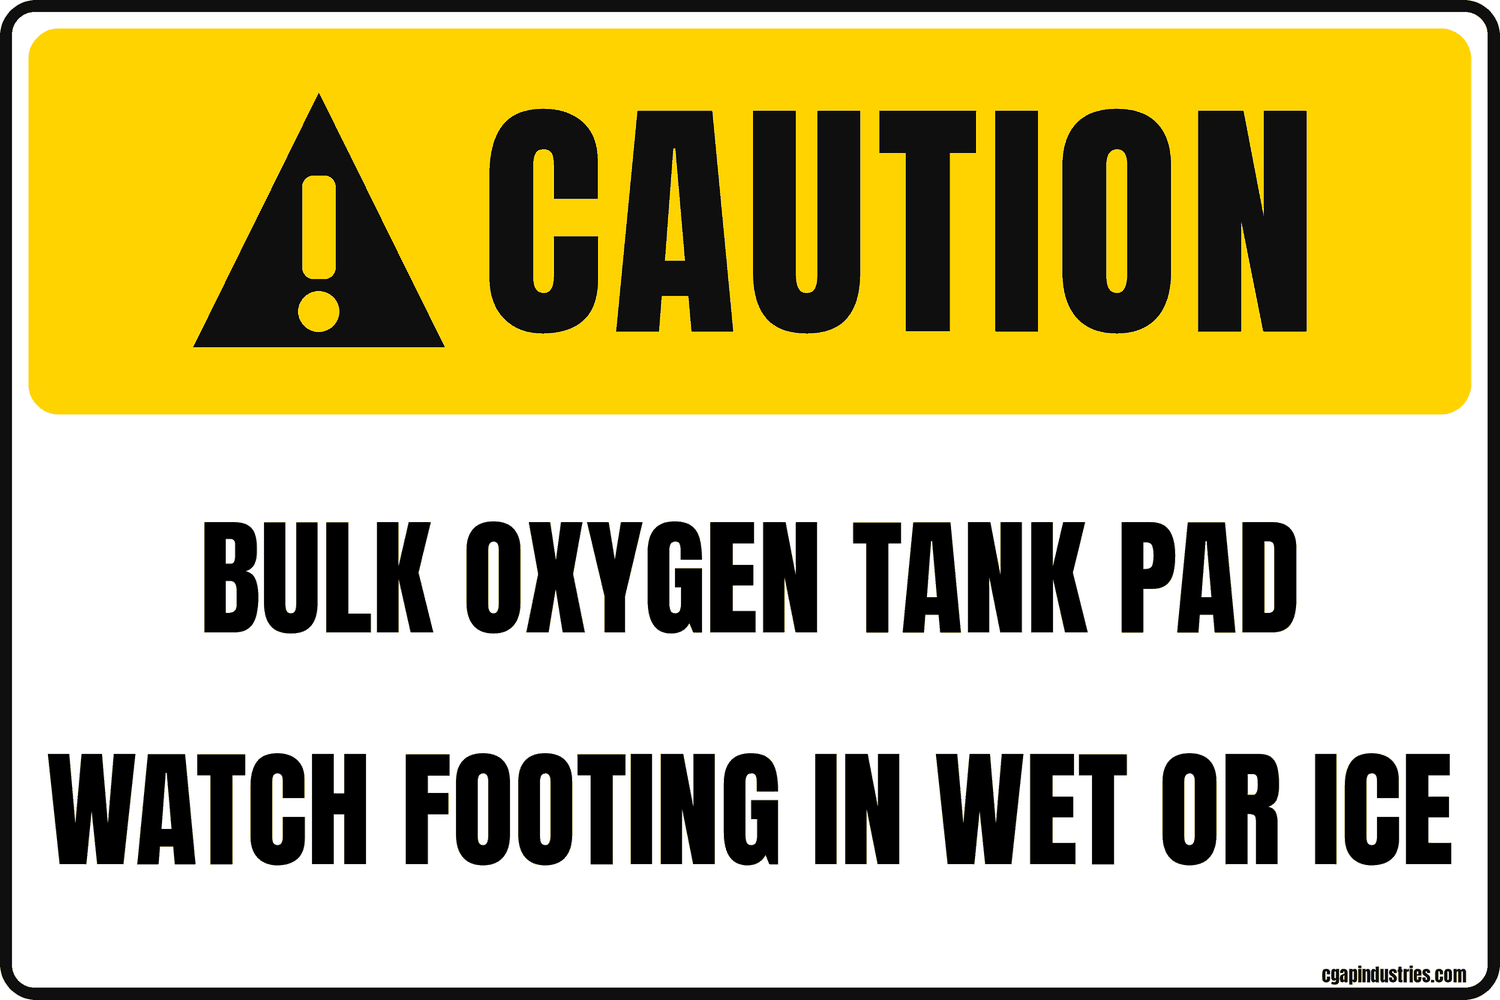 CAUTION
BULK OXYGEN TANK PAD
WATCH FOOTING IN WET OR ICE
cgapindustries.com